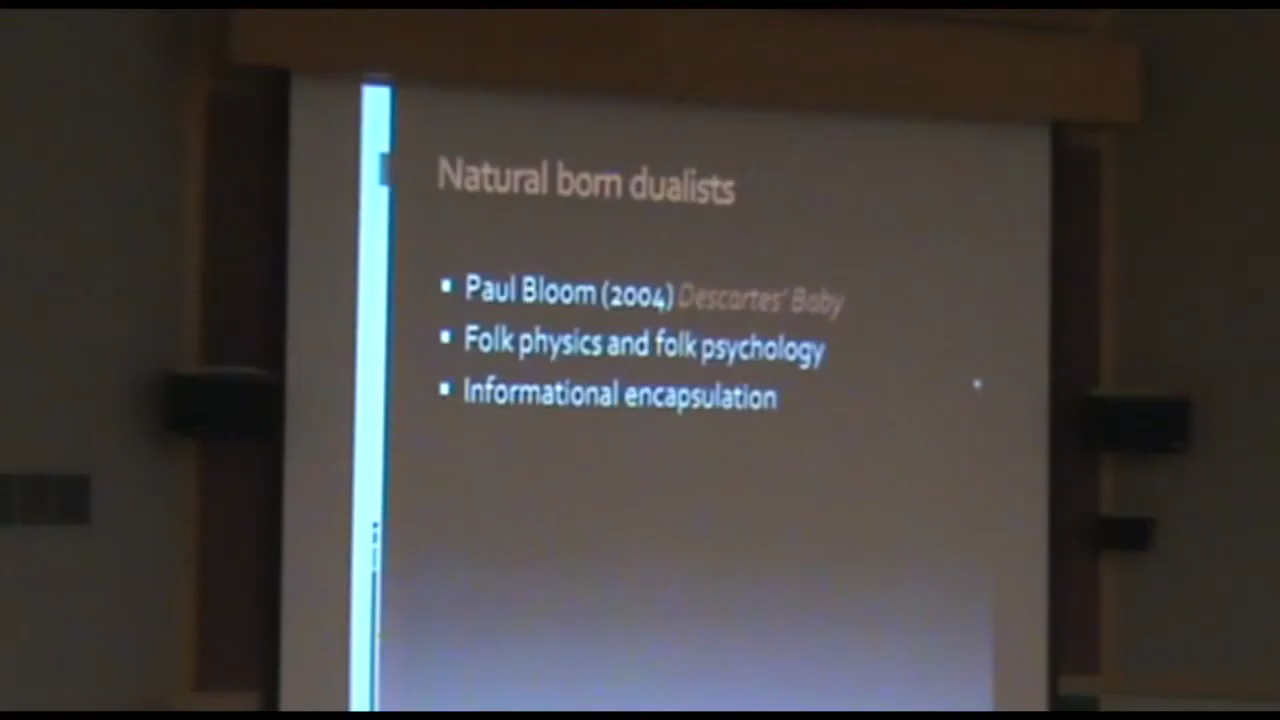 Natural born dualists
▪ Paul Bloom (2004) Descartes' Baby
▪ Folk physics and folk psychology
▪ Informational encapsulation